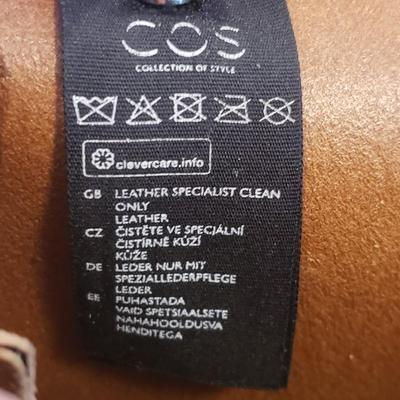 COS
COLLECTION OF STYLE
clevercare.info
GB LEATHER SPECIALIST CLEAN
ONLY
LEATHER
CZ ČISTĚTE VE SPECJÁLNÍ
ČISTÍRNĚ KŮŽÍ
KŮŽE
DE LEDER NUR MIT
SPEZIALLEDERPFLEGE
LEDER
EE PUHASTADA
VAID SPETSIAALSETE
NAHAHOOLDUSVA
HENDITEGA